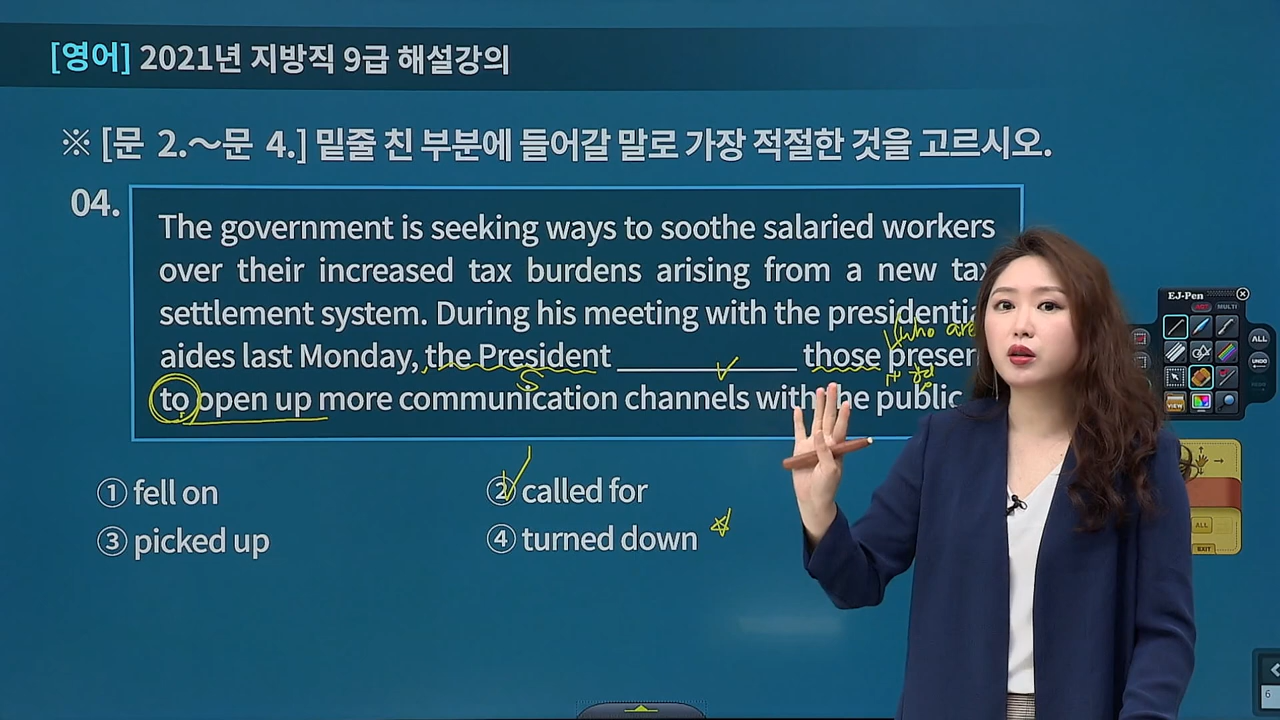 [영어] 2021년 지방직 9급 해설강의
※ [문 2.~문 4.] 밑줄 친 부분에 들어갈 말로 가장 적절한 것을 고르시오.
04.
The government is seeking ways to soothe salaried workers
over their increased tax burdens arising from a new tax
settlement system. During his meeting with the presidentia
who are
aides last Monday, the President __________ those presen
S
to open up more communication channels with the public
① fell on
② called for
③ picked up
④ turned down
EJ-Pen
MULTI
ALL
UNDO
VIEW
ALL
EXIT
6